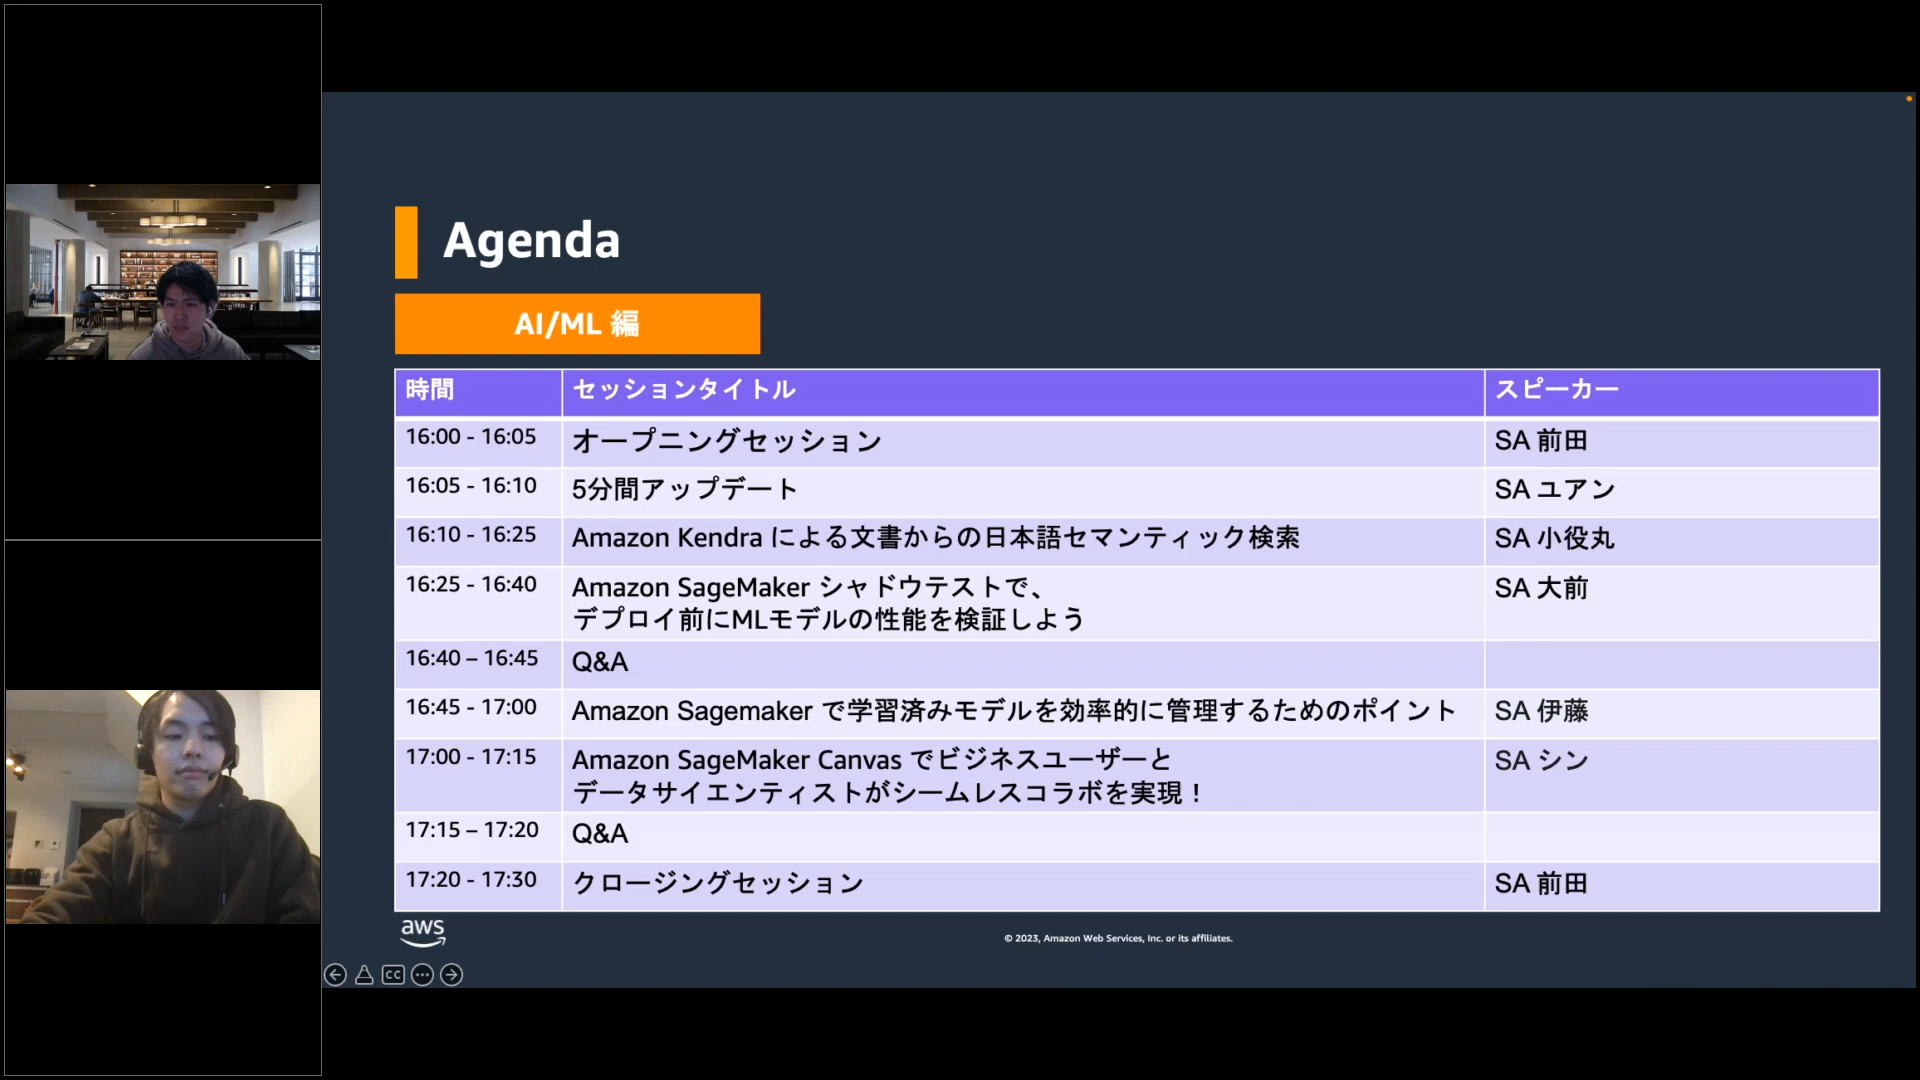 Agenda
AI/ML 編
時間 セッションタイトル スピーカー
16:00 - 16:05 オープニングセッション SA 前田
16:05 - 16:10 5分間アップデート SA ユアン
16:10 - 16:25 Amazon Kendra による文書からの日本語セマンティック検索 SA 小役丸
16:25 - 16:40 Amazon SageMaker シャドウテストで、 SA 大前
デプロイ前にMLモデルの性能を検証しよう
16:40 – 16:45 Q&A
16:45 - 17:00 Amazon Sagemaker で学習済みモデルを効率的に管理するためのポイント SA 伊藤
17:00 - 17:15 Amazon SageMaker Canvas でビジネスユーザーと SA シン
データサイエンティストがシームレスコラボを実現！
17:15 – 17:20 Q&A
17:20 - 17:30 クロージングセッション SA 前田
aws
© 2023, Amazon Web Services, Inc. or its affiliates.
CC